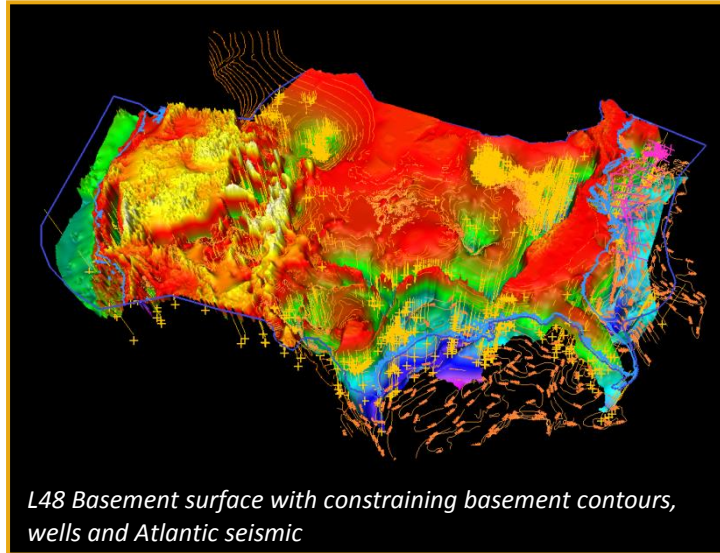 L48 Basement surface with constraining basement contours,
wells and Atlantic seismic